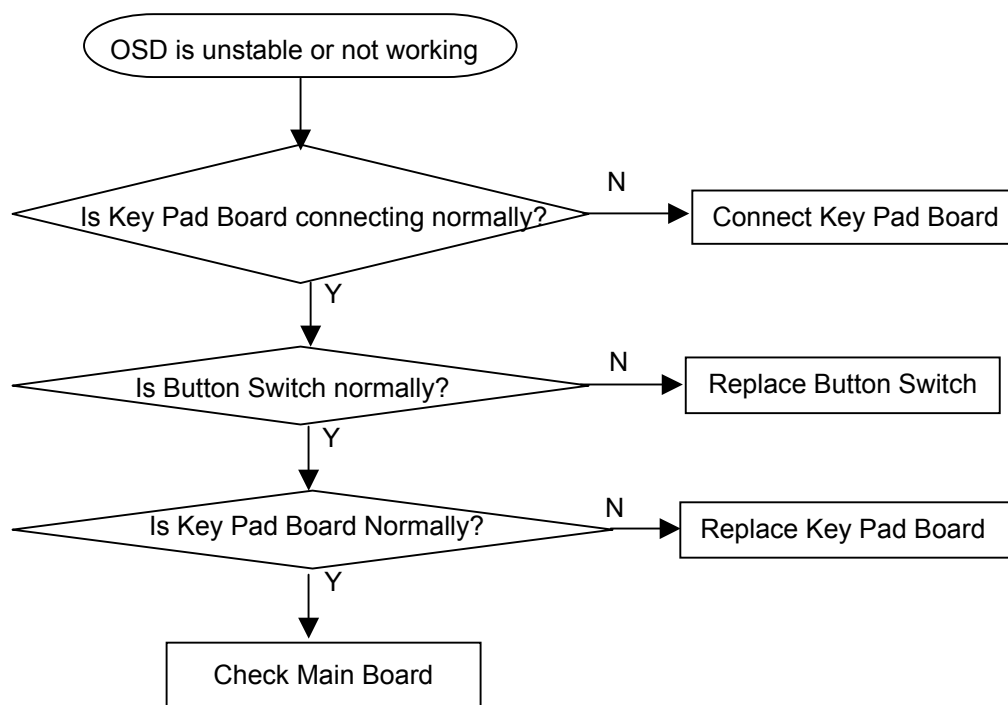 OSD is unstable or not working
Is Key Pad Board connecting normally?
N
Connect Key Pad Board
Y
Is Button Switch normally?
N
Replace Button Switch
Y
Is Key Pad Board Normally?
N
Replace Key Pad Board
Y
Check Main Board